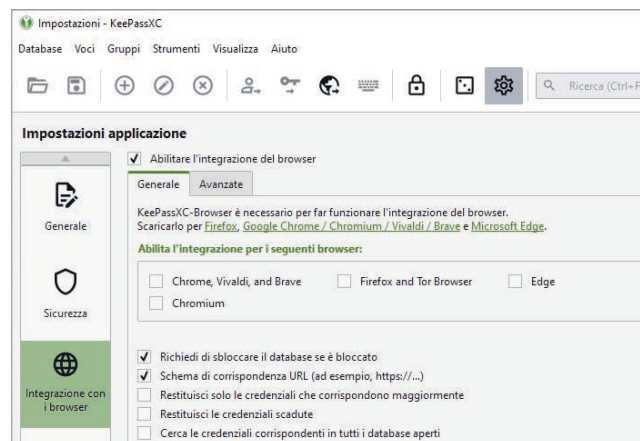 Impostazioni - KeePassXC
Database Voci Gruppi Strumenti Visualizza Aiuto
Ricerca (Ctrl+F
Impostazioni applicazione
Abilitare l'integrazione del browser
Generale Avanzate
KeePassXC-Browser è necessario per far funzionare l'integrazione del browser.
Scaricarlo per Firefox, Google Chrome / Chromium / Vivaldi / Brave e Microsoft Edge.
Generale
Abilita l'integrazione per i seguenti browser:
Chrome, Vivaldi, and Brave Firefox and Tor Browser Edge
Chromium
Sicurezza
Richiedi di sbloccare il database se è bloccato
Schema di corrispondenza URL (ad esempio, https://...)
Integrazione con
i browser
Restituisci solo le credenziali che corrispondono maggiormente
Restituisci le credenziali scadute
Cerca le credenziali corrispondenti in tutti i database aperti